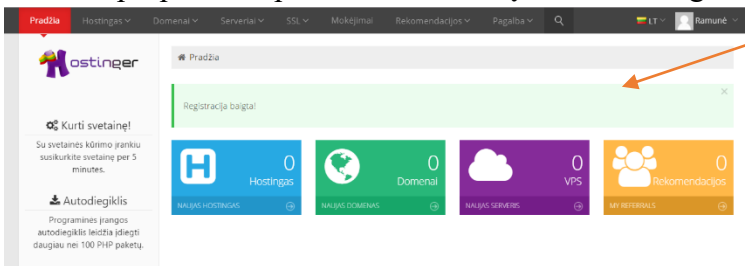 Pradžia Hostingas Domenai Serveriai SSL Mokėjimai Rekomendacijos Pagalba LT Ramunė
Hostinger
Pradžia
Registracija baigta!
×
Kurti svetainę!
Su svetainės kūrimo įrankiu
susikurkite svetainę per 5
minutes.
Autodiegiklis
Programinės įrangos
autodiegiklis leidžia įdiegti
daugiau nei 100 PHP paketų.
H 0
Hostingas
NAUJAS HOSTINGAS
0
Domenai
NAUJAS DOMENAS
0
VPS
NAUJAS SERVERIS
0
Rekomendacijos
MY REFERRALS